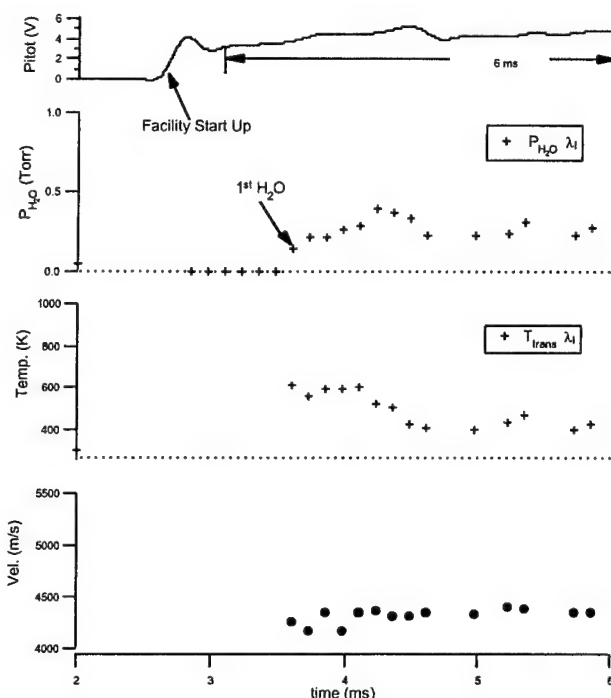 Pitot (V)
6
4
2
0
6 ms
Facility Start Up
P_H₂O (Torr)
1.0
0.5
0.0
+ P_H₂O λ_I
1st H₂O
Temp. (K)
1000
800
600
400
+ T_trans λ_I
Vel. (m/s)
5500
5000
4500
4000
2 3 4 5 6
time (ms)